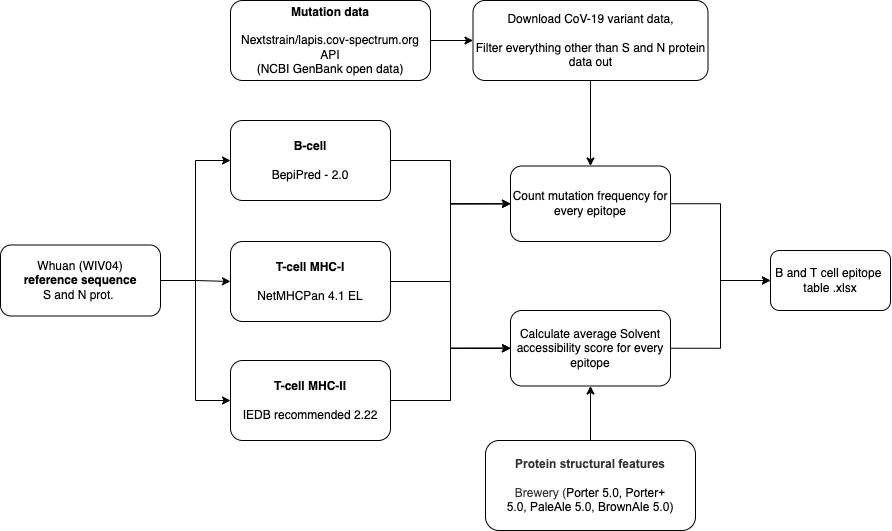 Mutation data
Nextstrain/lapis.cov-spectrum.org
API
(NCBI GenBank open data)
Download CoV-19 variant data,
Filter everything other than S and N protein
data out
B-cell
BepiPred - 2.0
Count mutation frequency for
every epitope
Whuan (WIV04)
reference sequence
S and N prot.
T-cell MHC-I
NetMHCPan 4.1 EL
B and T cell epitope
table .xlsx
Calculate average Solvent
accessibility score for every
epitope
T-cell MHC-II
IEDB recommended 2.22
Protein structural features
Brewery (Porter 5.0, Porter+
5.0, PaleAle 5.0, BrownAle 5.0)